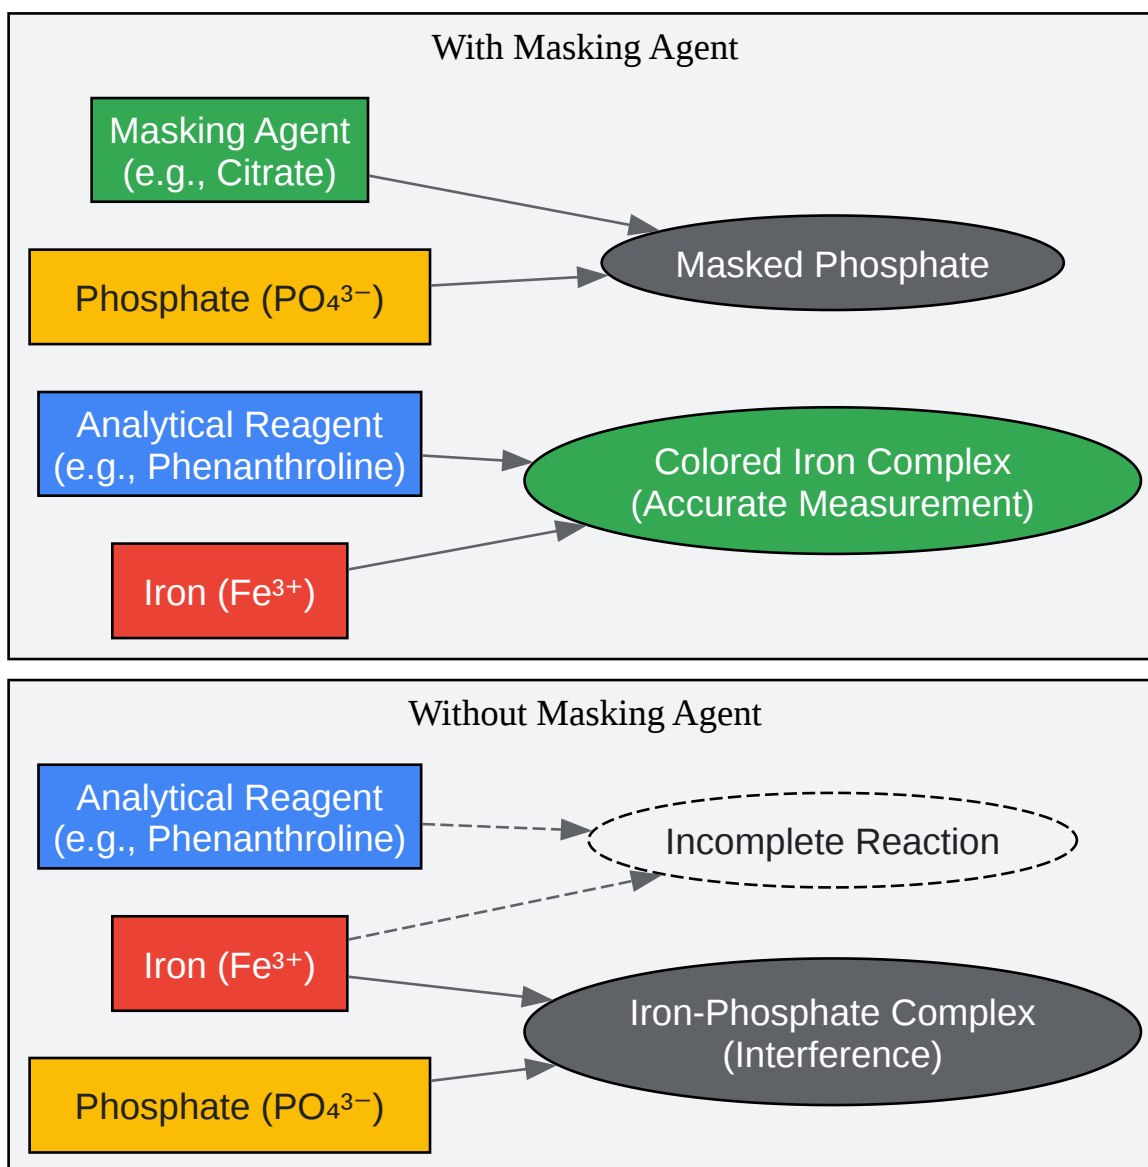 With Masking Agent
Masking Agent
(e.g., Citrate)
Masked Phosphate
Phosphate (PO₄³⁻)
Analytical Reagent
(e.g., Phenanthroline)
Colored Iron Complex
(Accurate Measurement)
Iron (Fe³⁺)
Without Masking Agent
Analytical Reagent
(e.g., Phenanthroline)
Incomplete Reaction
Iron (Fe³⁺)
Iron-Phosphate Complex
(Interference)
Phosphate (PO₄³⁻)